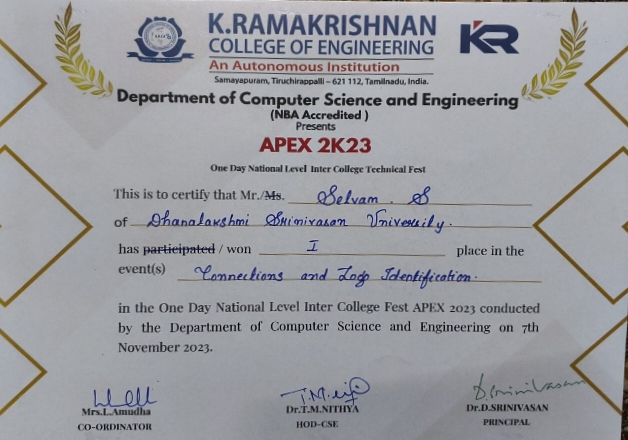 K.RAMAKRISHNAN
COLLEGE OF ENGINEERING
An Autonomous Institution
Samayapuram, Tiruchirappalli – 621 112, Tamilnadu, India.
KR
Department of Computer Science and Engineering
(NBA Accredited )
Presents
APEX 2K23
One Day National Level Inter College Technical Fest
This is to certify that Mr./Ms. Selvam . S
of Dhanalakshmi Srinivasan University.
has participated / won I place in the
event(s) Connections and Logo Identification.
in the One Day National Level Inter College Fest APEX 2023 conducted
by the Department of Computer Science and Engineering on 7th
November 2023.
T.M.
D.Srinivasan
Mrs.L.Amudha
CO-ORDINATOR
Dr.T.M.NITHYA
HOD-CSE
Dr.D.SRINIVASAN
PRINCIPAL